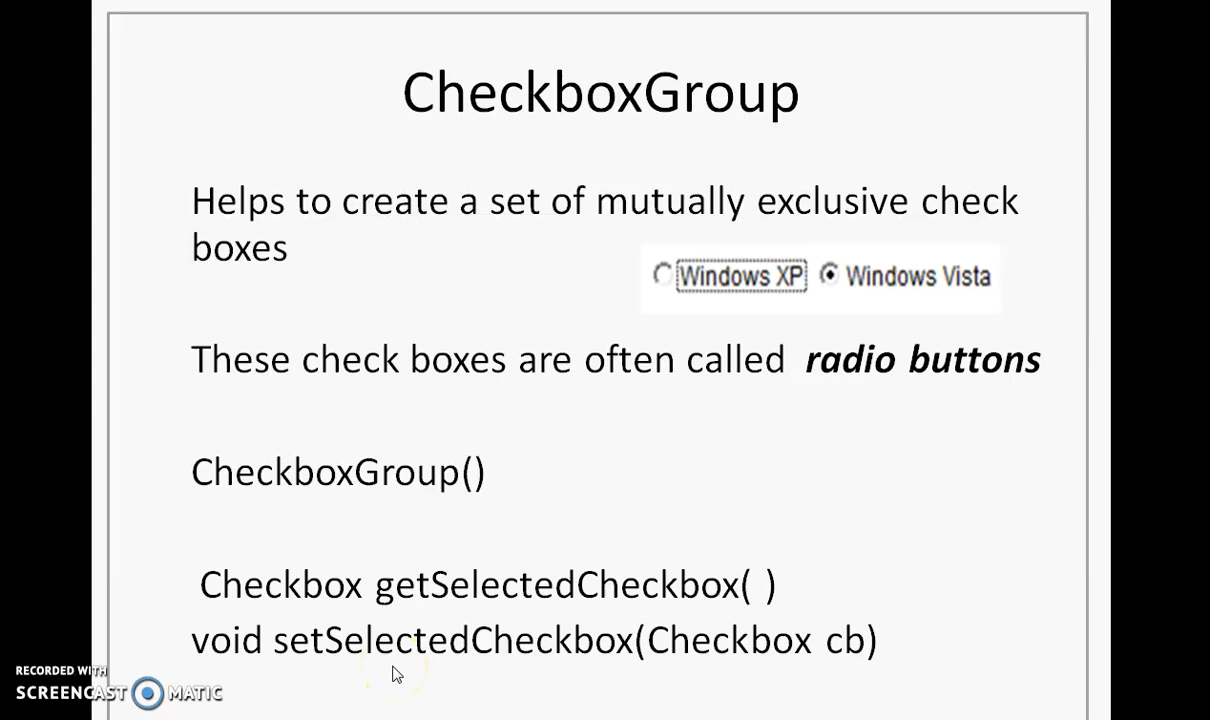 CheckboxGroup
Helps to create a set of mutually exclusive check
boxes
Windows XP Windows Vista
These check boxes are often called radio buttons
CheckboxGroup()
Checkbox getSelectedCheckbox( )
void setSelectedCheckbox(Checkbox cb)
RECORDED WITH
SCREENCAST MATIC